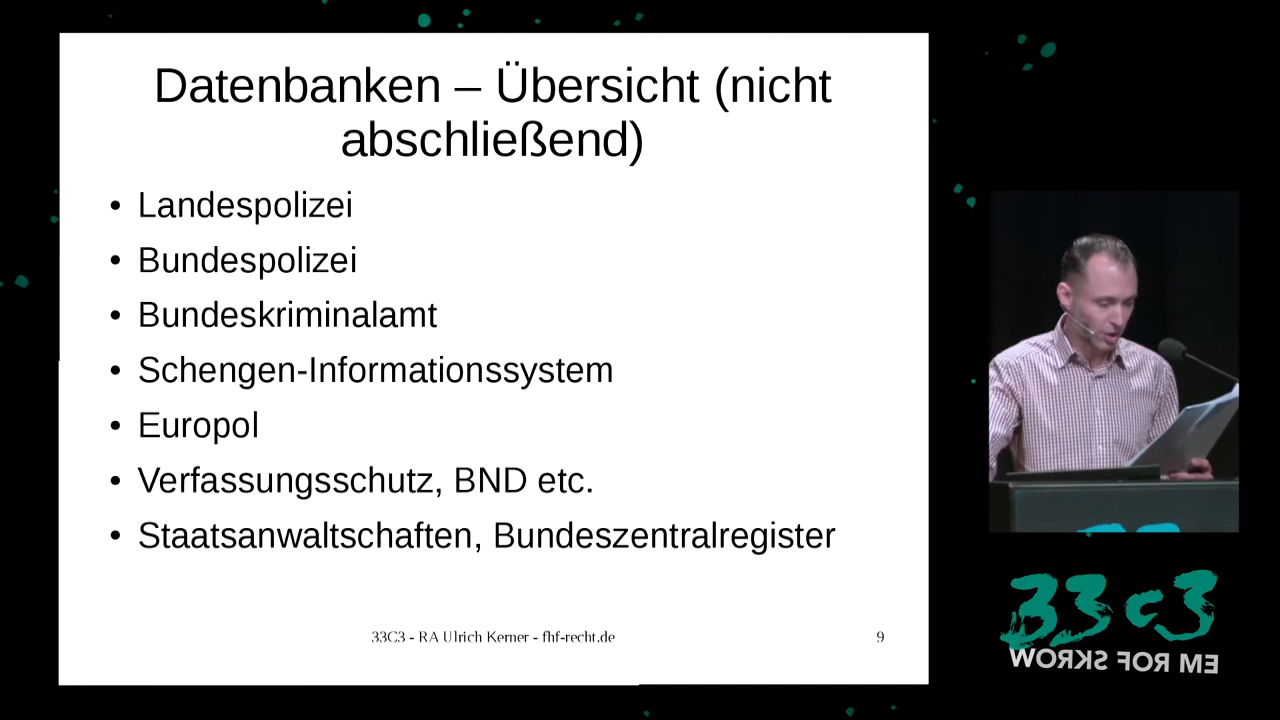 Datenbanken – Übersicht (nicht
abschließend)
• Landespolizei
• Bundespolizei
• Bundeskriminalamt
• Schengen-Informationssystem
• Europol
• Verfassungsschutz, BND etc.
• Staatsanwaltschaften, Bundeszentralregister
33C3 - RA Ulrich Kerner - fhf-recht.de
9
33c3
WORKS FOR ME